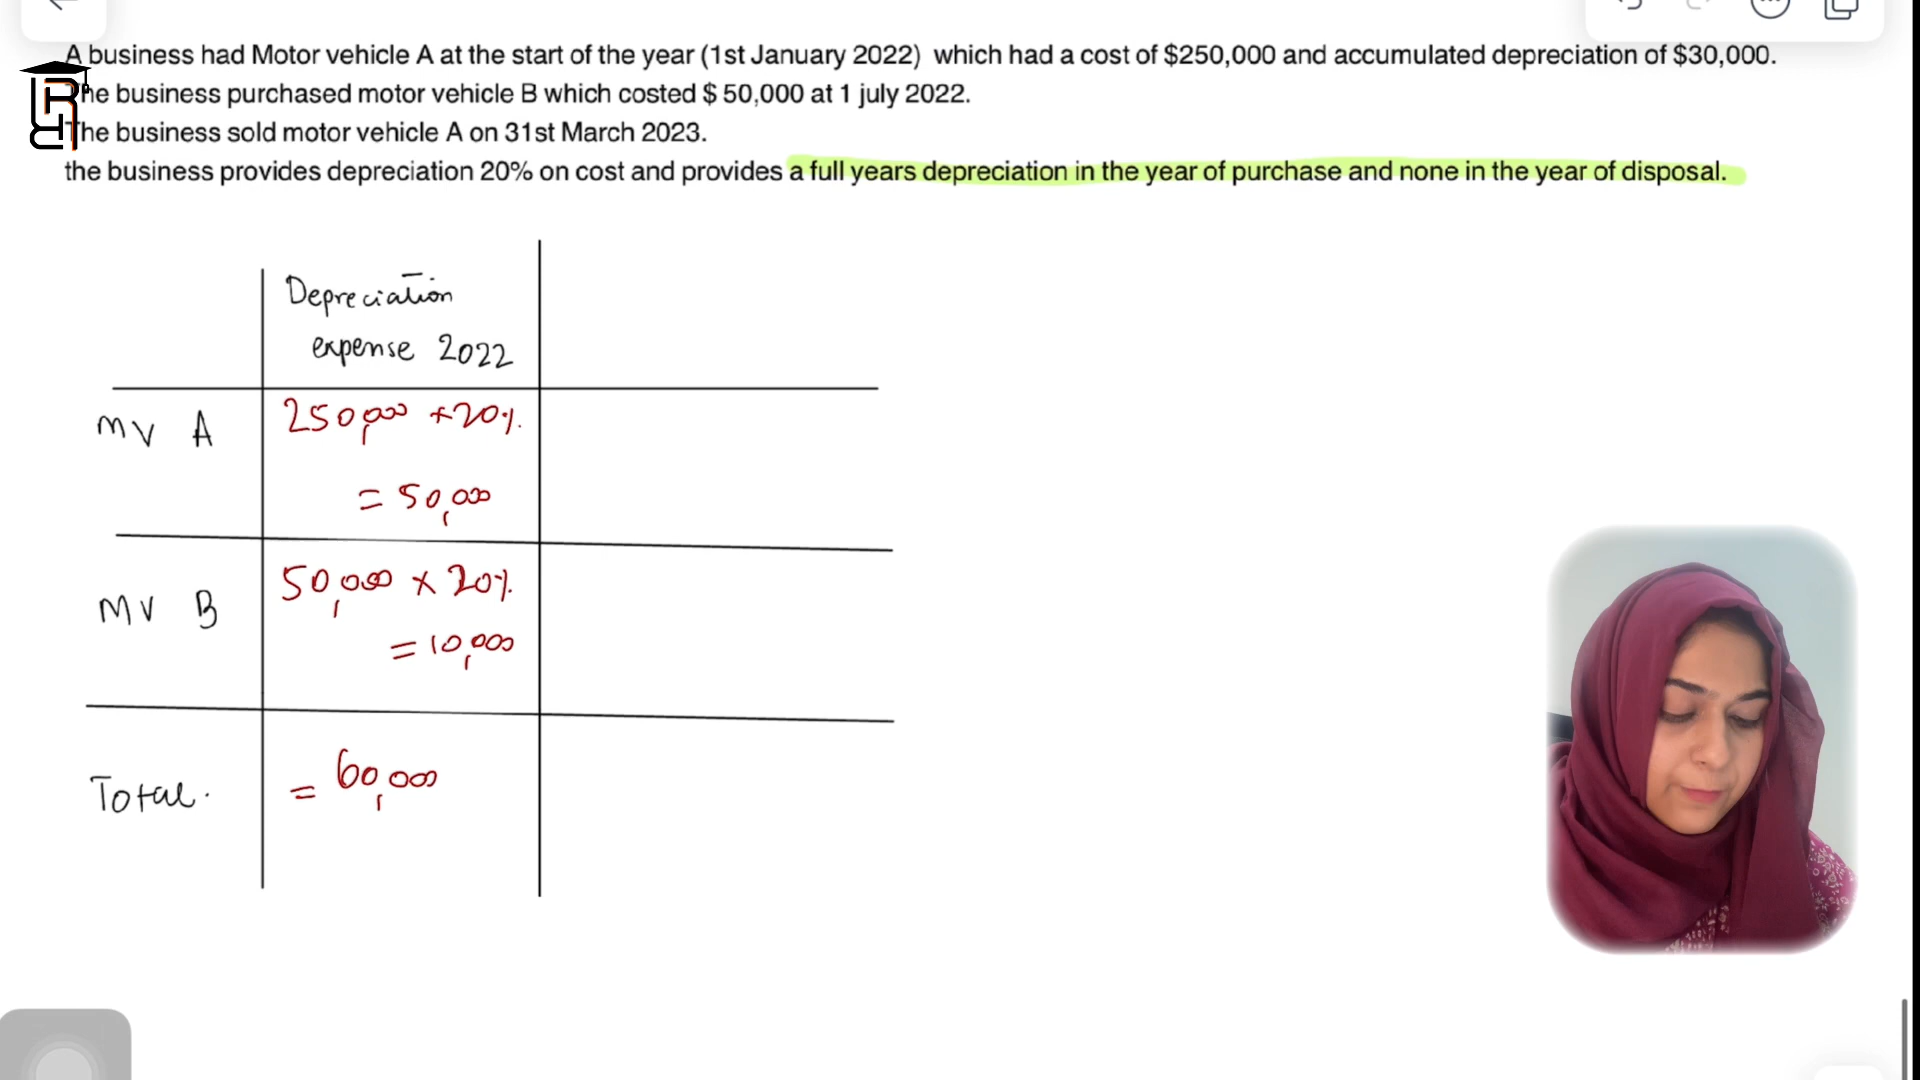 A business had Motor vehicle A at the start of the year (1st January 2022) which had a cost of $250,000 and accumulated depreciation of $30,000.
The business purchased motor vehicle B which costed $ 50,000 at 1 july 2022.
The business sold motor vehicle A on 31st March 2023.
the business provides depreciation 20% on cost and provides a full years depreciation in the year of purchase and none in the year of disposal.
Depreciation
expense 2022
MV A
250,000 × 20%
= 50,000
MV B
50,000 × 20%
= 10,000
Total.
= 60,000